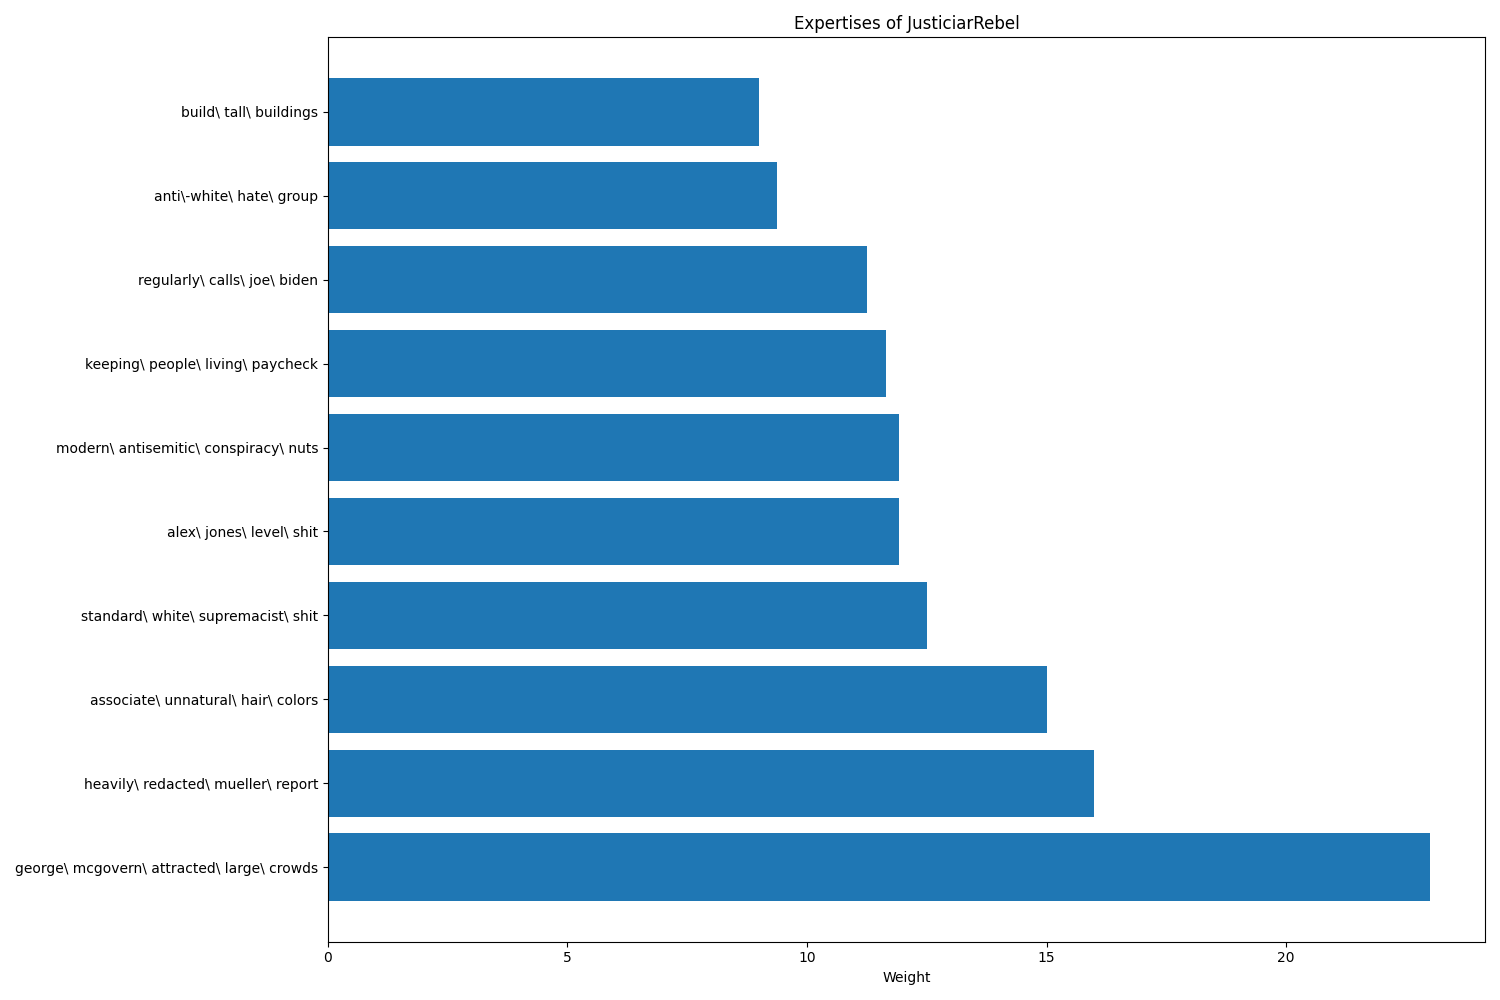 Expertises of JusticiarRebel
build\ tall\ buildings
anti\-white\ hate\ group
regularly\ calls\ joe\ biden
keeping\ people\ living\ paycheck
modern\ antisemitic\ conspiracy\ nuts
alex\ jones\ level\ shit
standard\ white\ supremacist\ shit
associate\ unnatural\ hair\ colors
heavily\ redacted\ mueller\ report
george\ mcgovern\ attracted\ large\ crowds
0 5 10 15 20
Weight